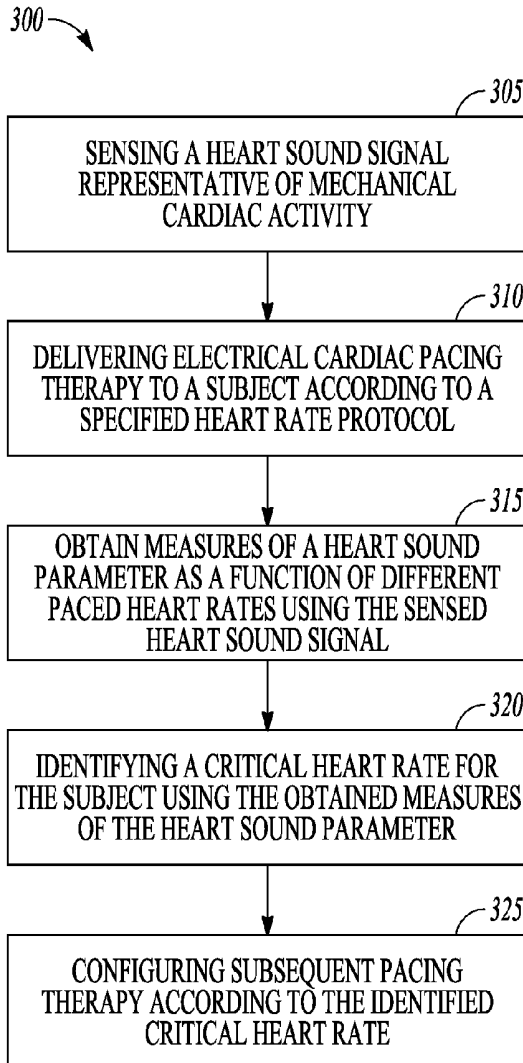 300
305
SENSING A HEART SOUND SIGNAL
REPRESENTATIVE OF MECHANICAL
CARDIAC ACTIVITY
310
DELIVERING ELECTRICAL CARDIAC PACING
THERAPY TO A SUBJECT ACCORDING TO A
SPECIFIED HEART RATE PROTOCOL
315
OBTAIN MEASURES OF A HEART SOUND
PARAMETER AS A FUNCTION OF DIFFERENT
PACED HEART RATES USING THE SENSED
HEART SOUND SIGNAL
320
IDENTIFYING A CRITICAL HEART RATE FOR
THE SUBJECT USING THE OBTAINED MEASURES
OF THE HEART SOUND PARAMETER
325
CONFIGURING SUBSEQUENT PACING
THERAPY ACCORDING TO THE IDENTIFIED
CRITICAL HEART RATE